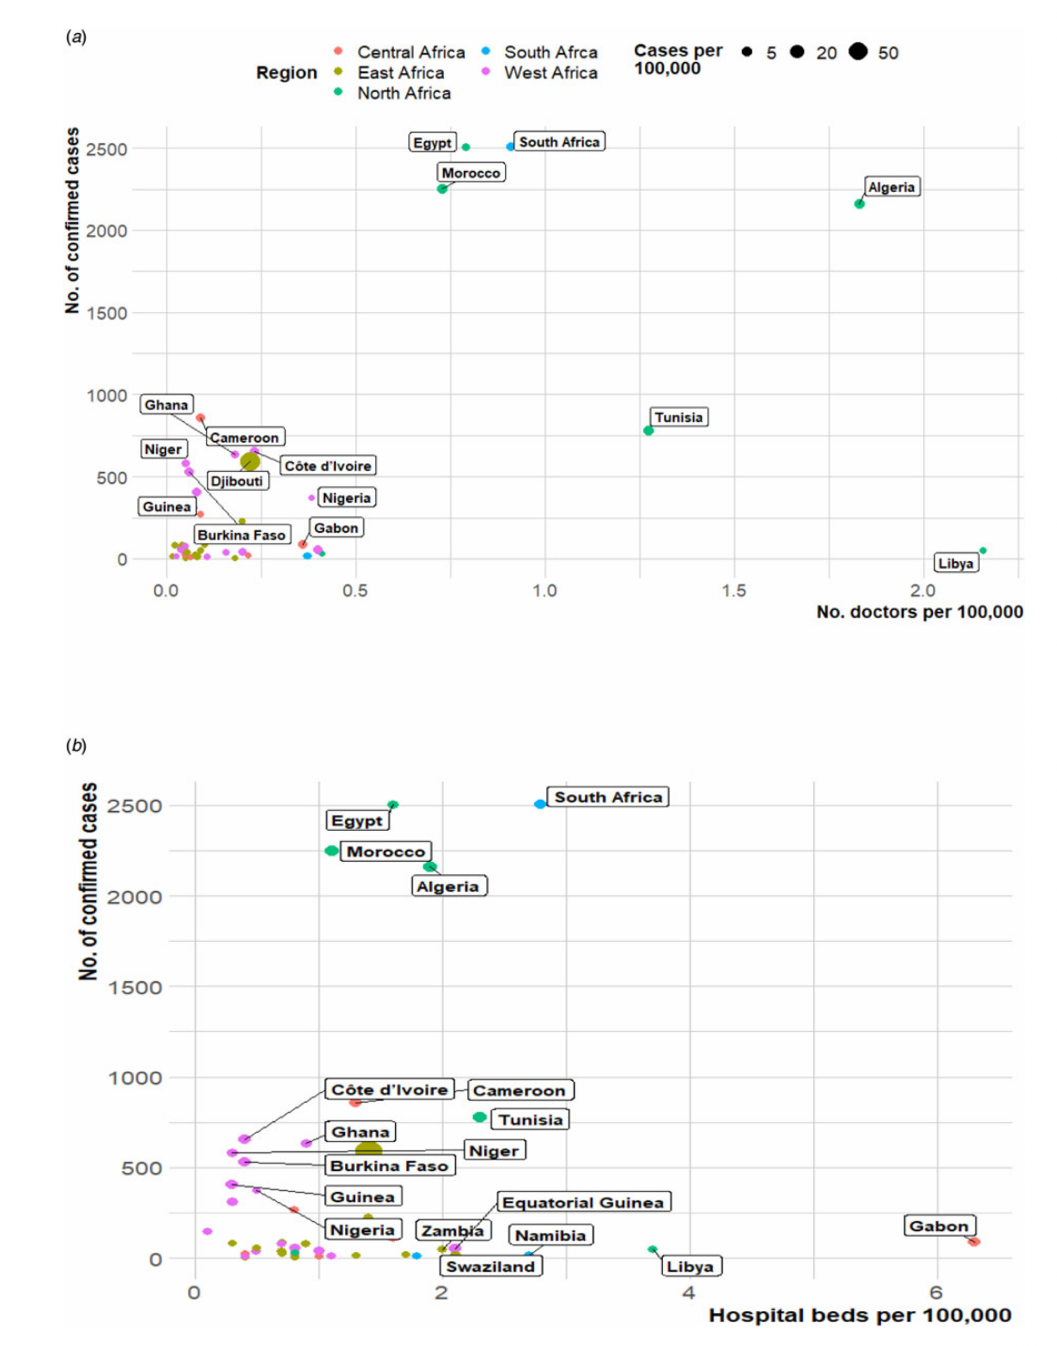 (a)
Region
Central Africa
East Africa
North Africa
South Afrca
West Africa
Cases per
100,000
5
20
50
No. of confirmed cases
2500
2000
1500
1000
500
0
Egypt
South Africa
Morocco
Algeria
Ghana
Cameroon
Tunisia
Niger
Côte d'Ivoire
Djibouti
Guinea
Nigeria
Burkina Faso
Gabon
Libya
0.0
0.5
1.0
1.5
2.0
No. doctors per 100,000
(b)
No. of confirmed cases
2500
2000
1500
1000
500
0
South Africa
Egypt
Morocco
Algeria
Côte d'Ivoire
Cameroon
Tunisia
Ghana
Niger
Burkina Faso
Guinea
Equatorial Guinea
Nigeria
Zambia
Namibia
Gabon
Swaziland
Libya
0
2
4
6
Hospital beds per 100,000